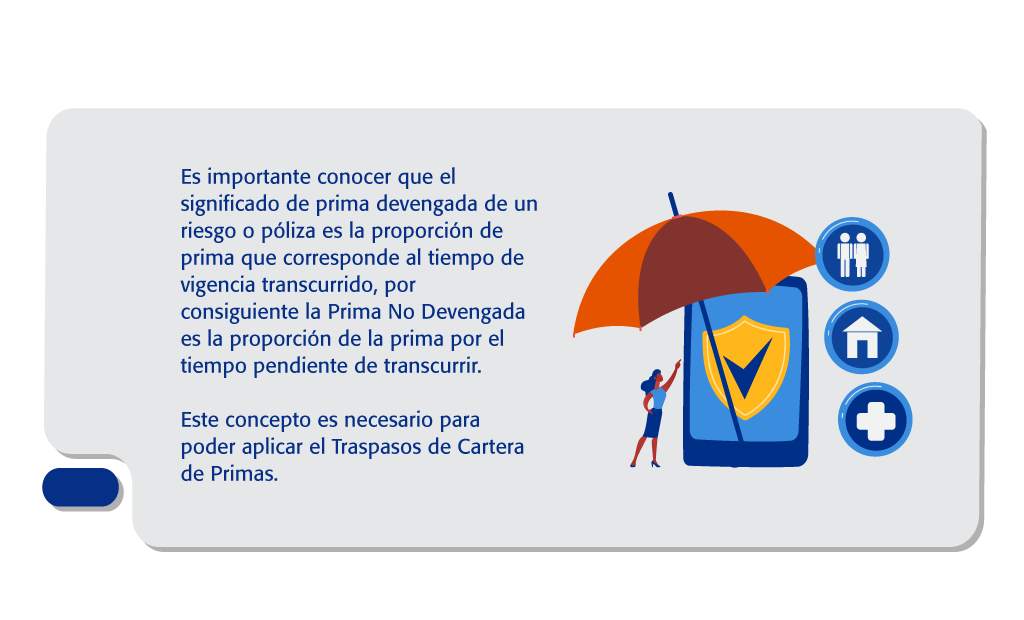 Es importante conocer que el
significado de prima devengada de un
riesgo o póliza es la proporción de
prima que corresponde al tiempo de
vigencia transcurrido, por
consiguiente la Prima No Devengada
es la proporción de la prima por el
tiempo pendiente de transcurrir.
Este concepto es necesario para
poder aplicar el Traspasos de Cartera
de Primas.